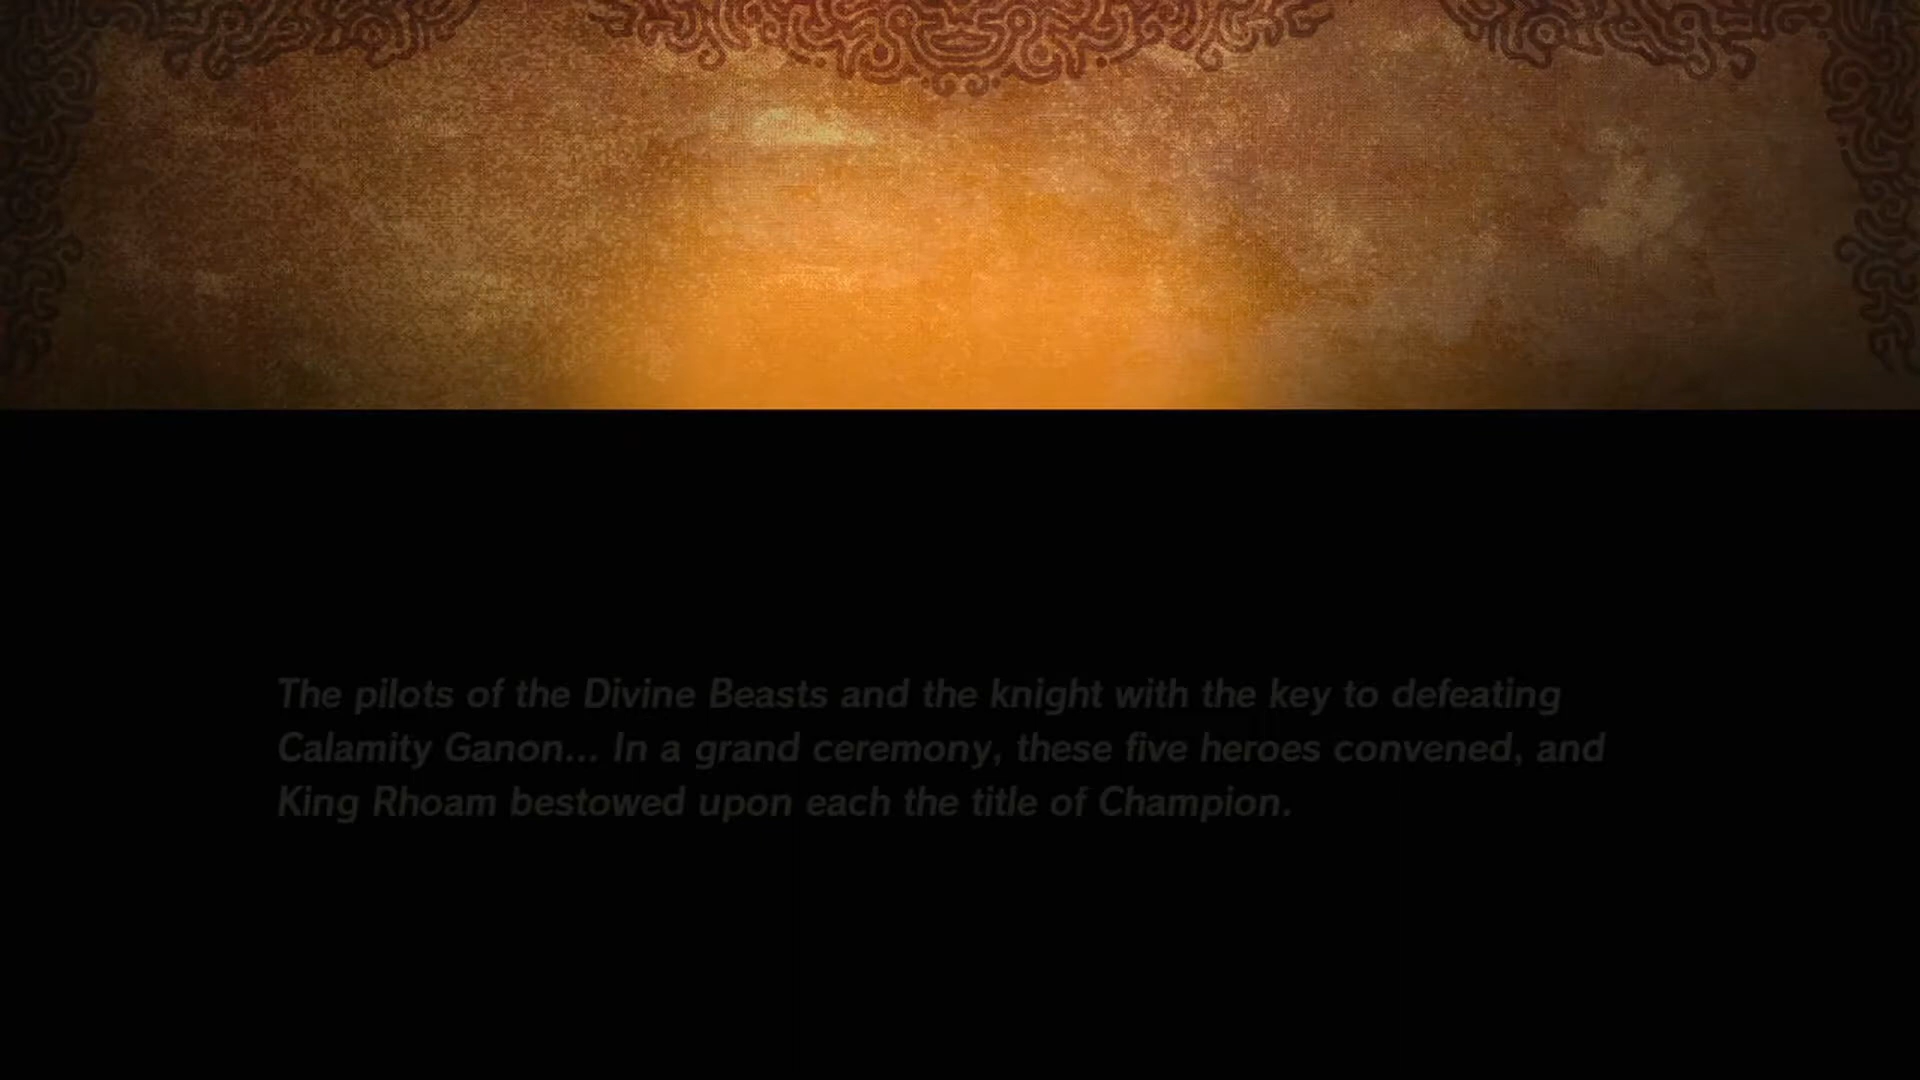 The pilots of the Divine Beasts and the knight with the key to defeating
Calamity Ganon... In a grand ceremony, these five heroes convened, and
King Rhoam bestowed upon each the title of Champion.